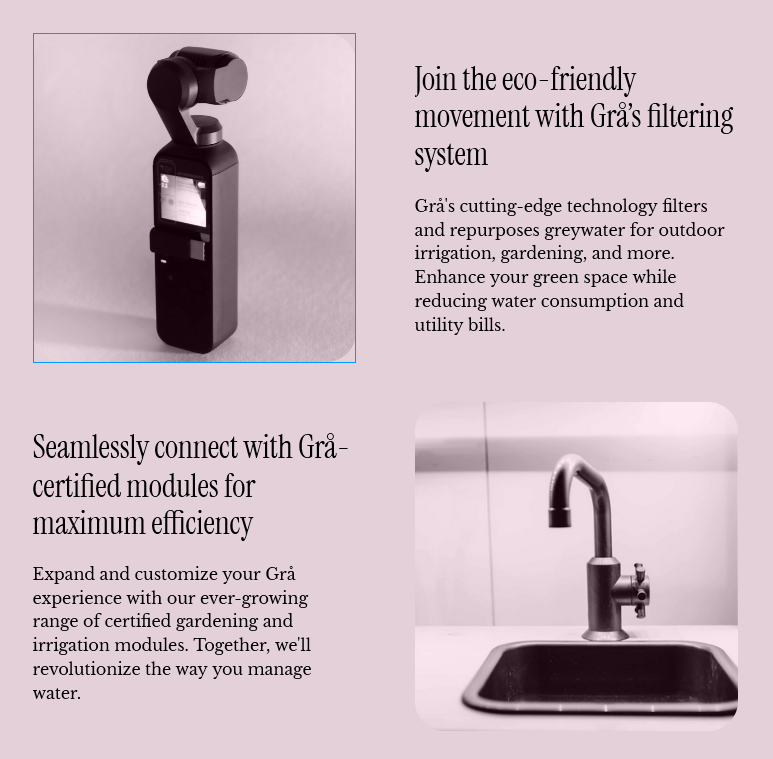 Join the eco-friendly
movement with Grå's filtering
system
Grå's cutting-edge technology filters
and repurposes greywater for outdoor
irrigation, gardening, and more.
Enhance your green space while
reducing water consumption and
utility bills.
Seamlessly connect with Grå-
certified modules for
maximum efficiency
Expand and customize your Grå
experience with our ever-growing
range of certified gardening and
irrigation modules. Together, we'll
revolutionize the way you manage
water.